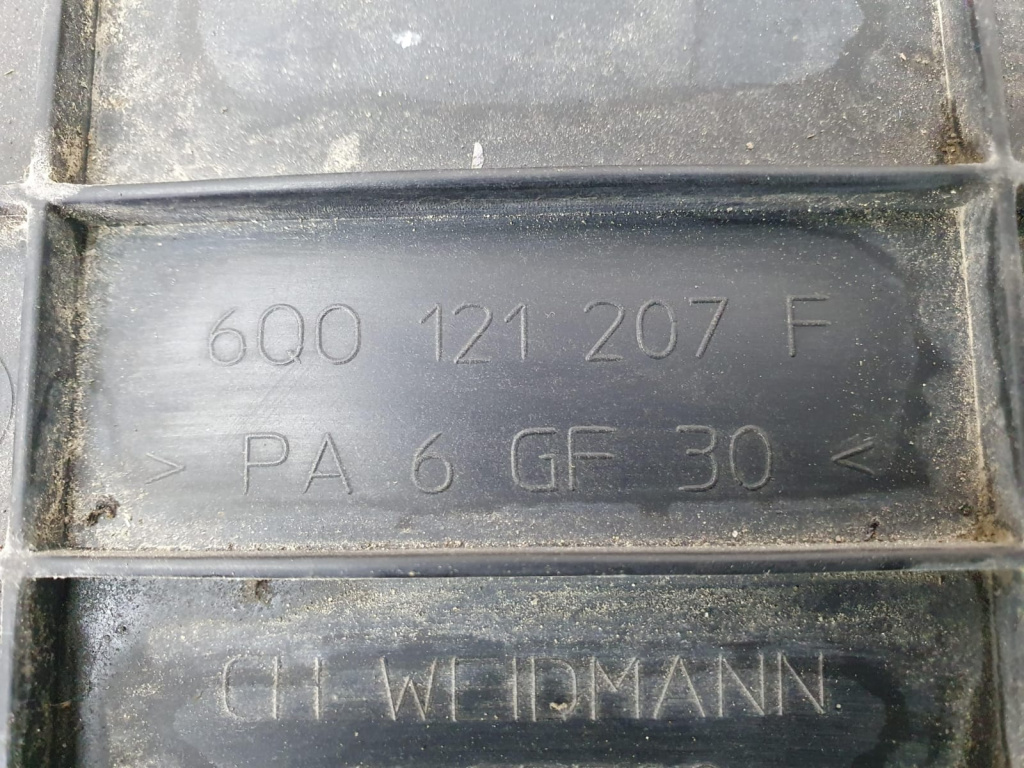 6Q0 121 207 F
> PA 6 GF 30 <
CH WEIDMANN